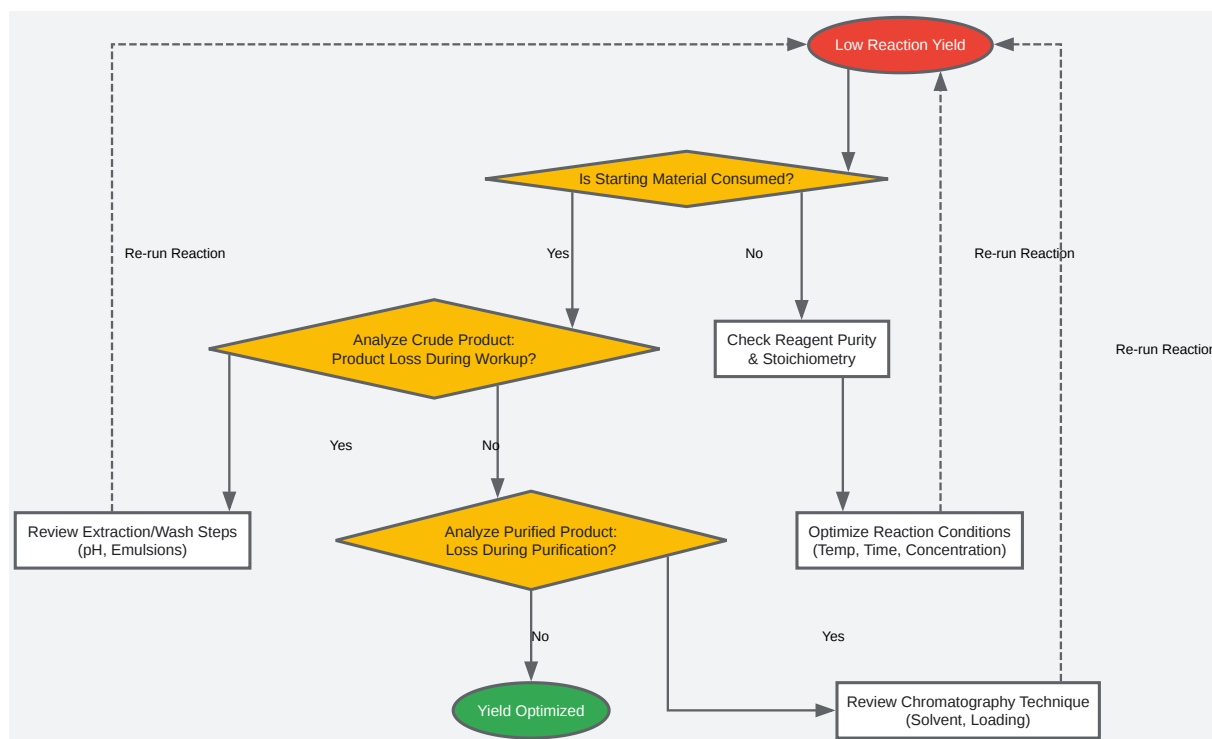 Low Reaction Yield
Is Starting Material Consumed?
Re-run Reaction
Yes
No
Re-run Reaction
Analyze Crude Product:
Product Loss During Workup?
Check Reagent Purity
& Stoichiometry
Re-run Reaction
Yes
No
Review Extraction/Wash Steps
(pH, Emulsions)
Analyze Purified Product:
Loss During Purification?
Optimize Reaction Conditions
(Temp, Time, Concentration)
No
Yes
Yield Optimized
Review Chromatography Technique
(Solvent, Loading)